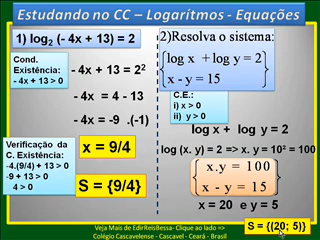 Estudando no CC – Logarítmos - Equações
1) log₂ (- 4x + 13) = 2
Cond.
Existência:
- 4x + 13 > 0
- 4x + 13 = 2²
- 4x = 4 - 13
- 4x = -9 .(-1)
Verificação da
C. Existência:
-4.(9/4) + 13 > 0
-9 + 13 > 0
4 > 0
x = 9/4
S = {9/4}
2)Resolva o sistema:
log x + log y = 2
x - y = 15
C.E.:
i) x > 0
ii) y > 0
log x + log y = 2
log (x. y) = 2 => x. y = 10² = 100
x.y = 100
x - y = 15
x = 20 e y = 5
S = {(20; 5)}
Veja Mais de EdirReisBessa- Clique ao lado =>
Colégio Cascavelense - Cascavel - Ceará - Brasil